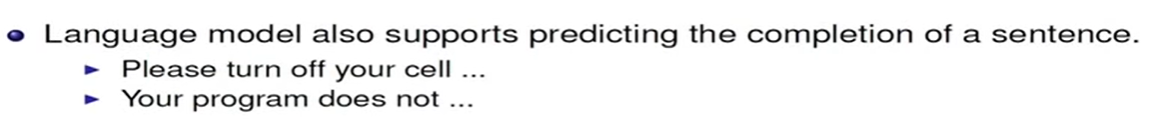 Language model also supports predicting the completion of a sentence.
Please turn off your cell ...
Your program does not ...